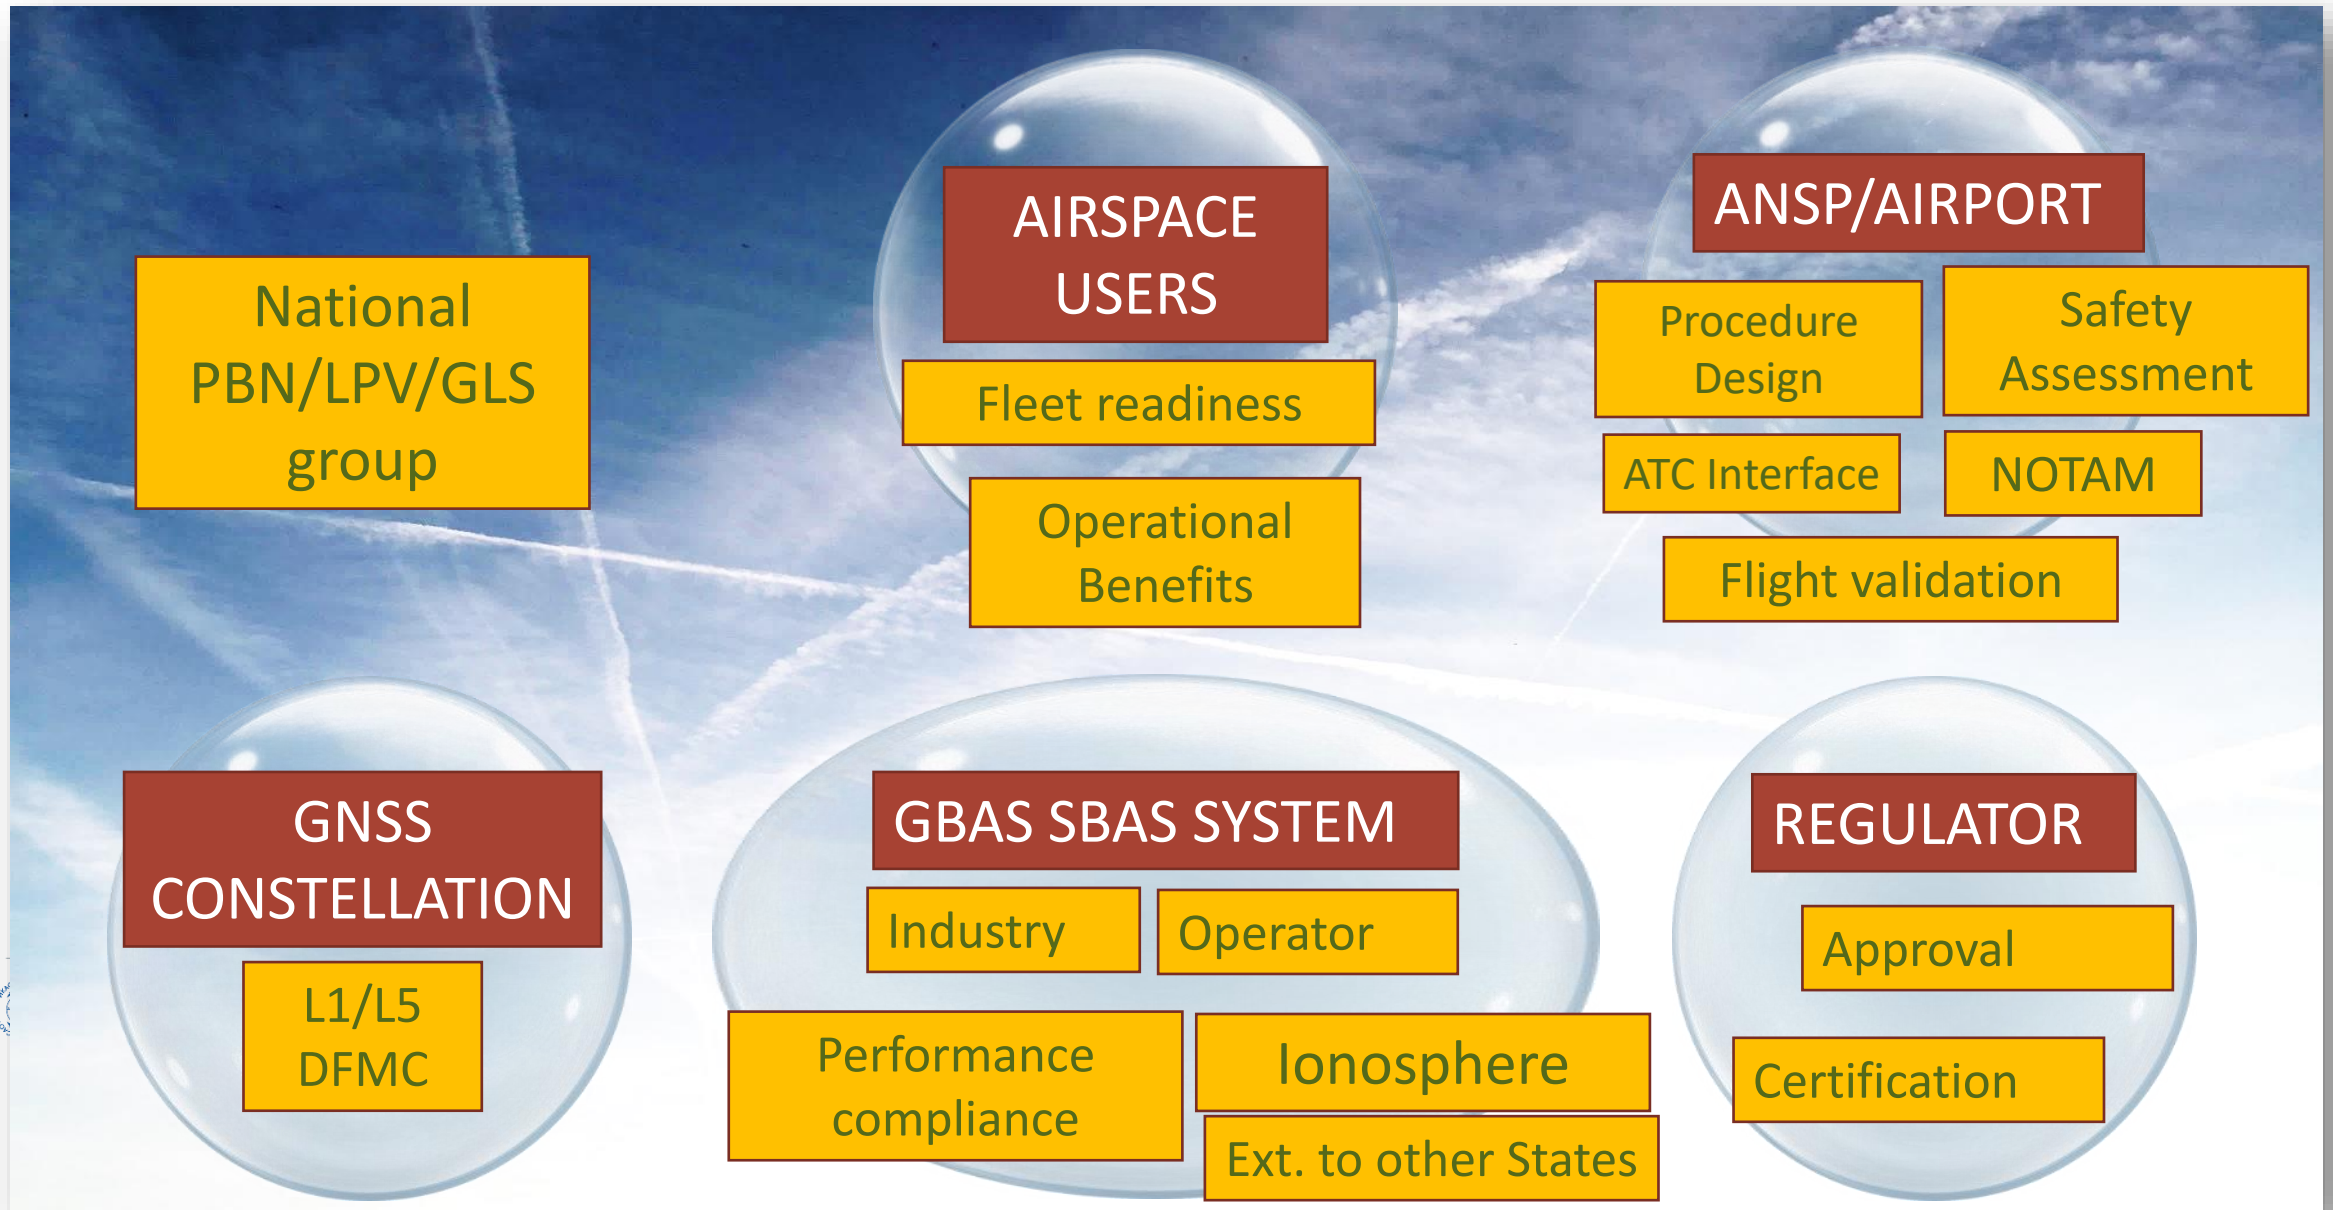 National
PBN/LPV/GLS
group
AIRSPACE
USERS
Fleet readiness
Operational
Benefits
ANSP/AIRPORT
Procedure
Design
Safety
Assessment
ATC Interface
NOTAM
Flight validation
GNSS
CONSTELLATION
L1/L5
DFMC
GBAS SBAS SYSTEM
Industry
Operator
Performance
compliance
Ionosphere
Ext. to other States
REGULATOR
Approval
Certification